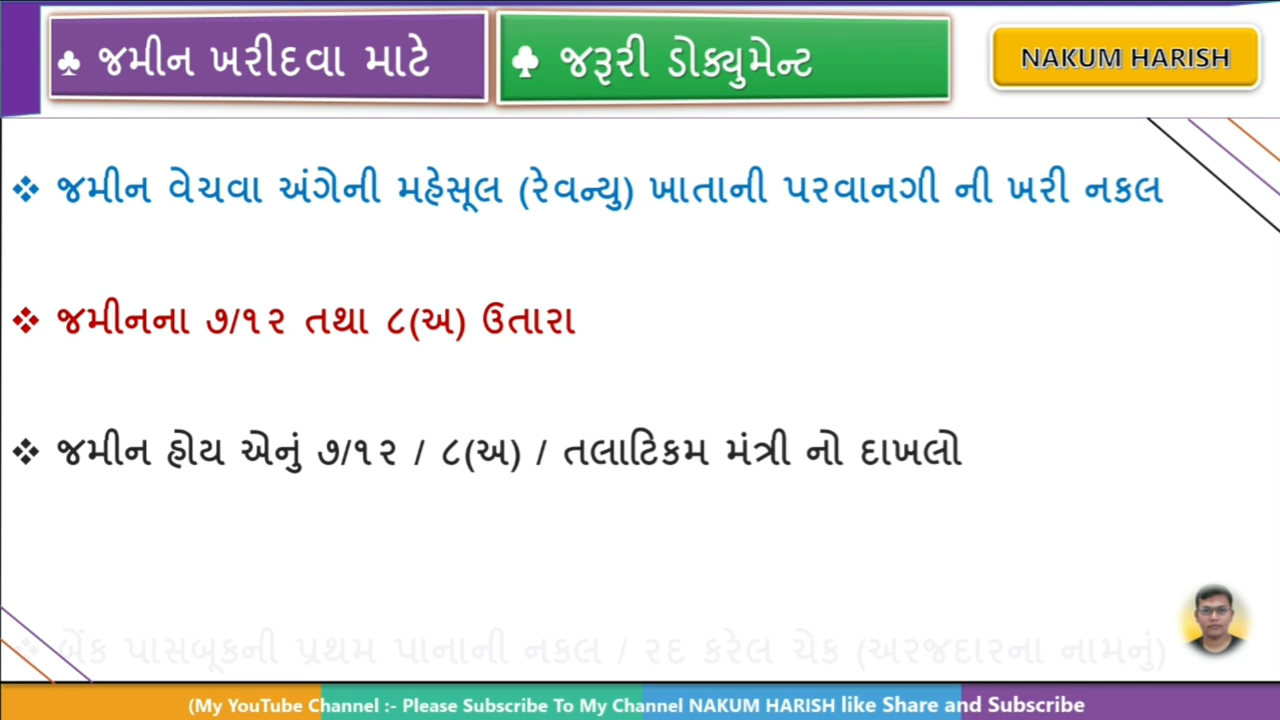 ♣ જમીન ખરીદવા માટે
♣ જરૂરી ડોક્યુમેન્ટ
NAKUM HARISH
❖ જમીન વેચવા અંગેની મહેસૂલ (રેવન્યુ) ખાતાની પરવાનગી ની ખરી નકલ
❖ જમીનના ૭/૧૨ તથા ૮(અ) ઉતારા
❖ જમીન હોય એનું ૭/૧૨ / ૮(અ) / તલાટિકમ મંત્રી નો દાખલો
❖ બેંક પાસબૂકની પ્રથમ પાનાની નકલ / રદ કરેલ ચેક (અરજદારના નામનું)
(My YouTube Channel :- Please Subscribe To My Channel NAKUM HARISH like Share and Subscribe